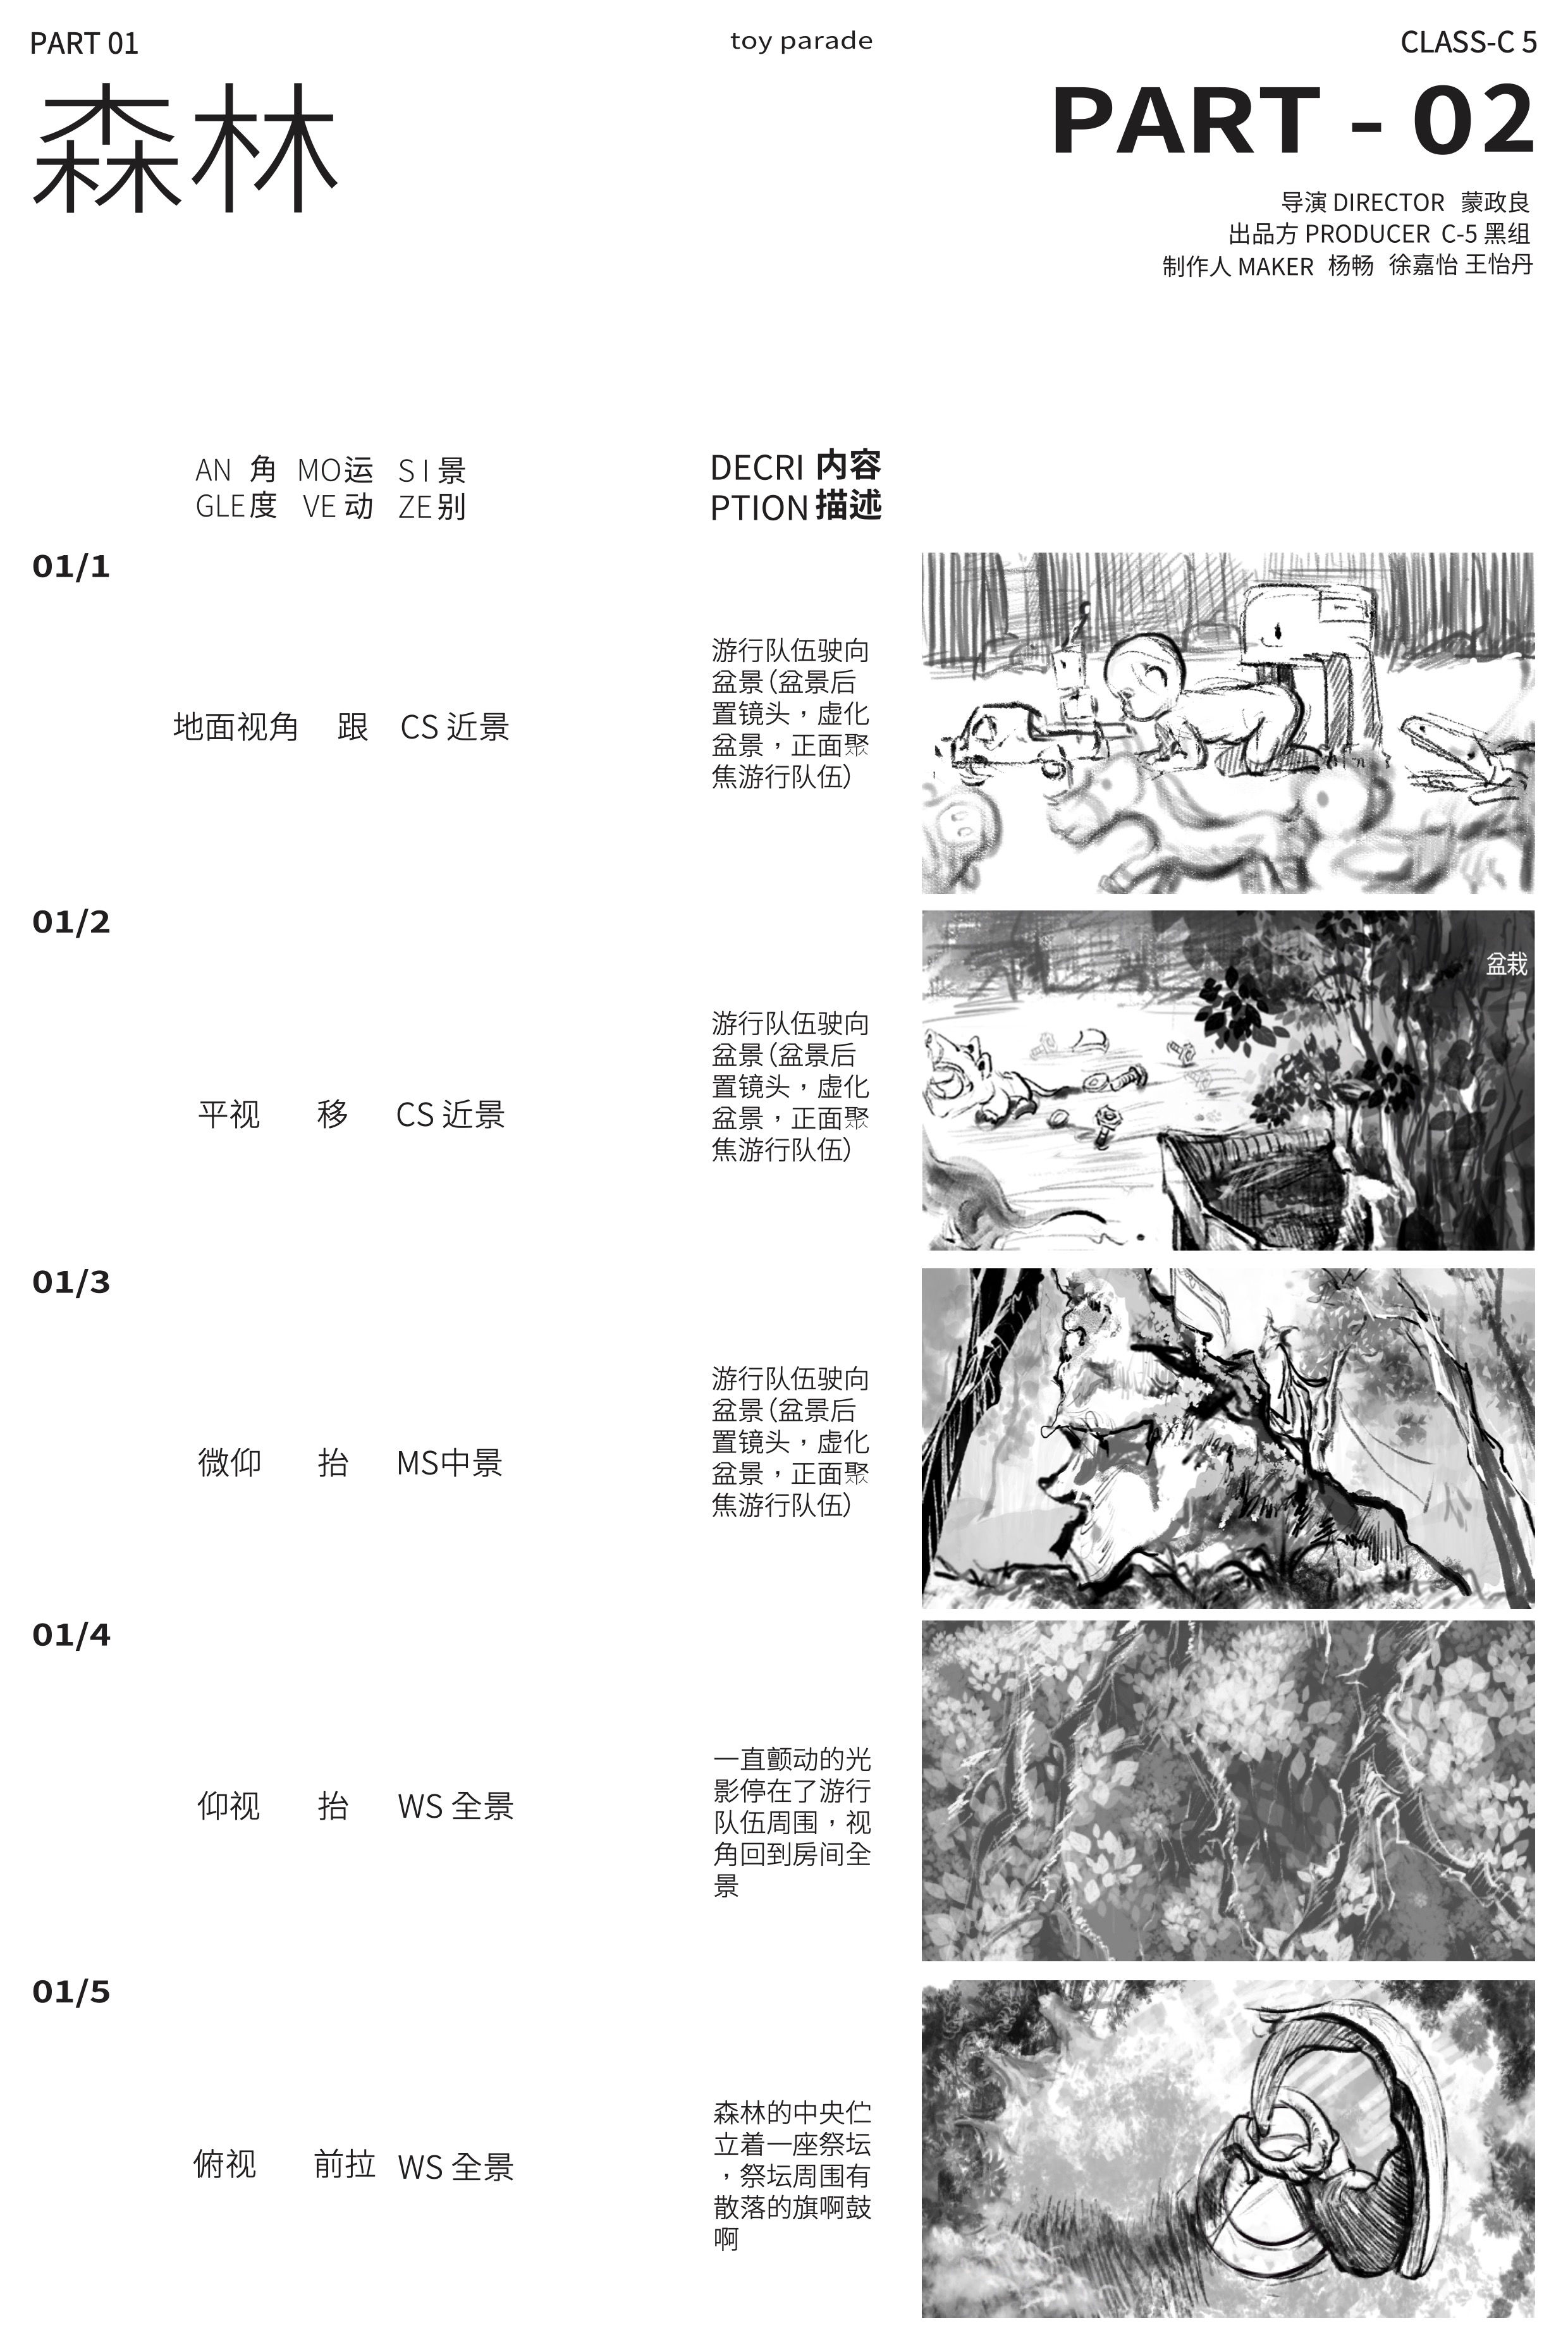 PART 01
toy parade
CLASS-C 5
森林
PART - 02
导演 DIRECTOR 蒙政良
出品方 PRODUCER C-5 黑组
制作人 MAKER 杨畅 徐嘉怡 王怡丹
AN 角 MO运 SI景
GLE度 VE 动 ZE别
DECRI 内容
PTION 描述
01/1
地面视角 跟 CS 近景
游行队伍驶向
盆景(盆景后
置镜头，虚化
盆景，正面聚
焦游行队伍)
01/2
盆栽
平视 移 CS 近景
游行队伍驶向
盆景(盆景后
置镜头，虚化
盆景，正面聚
焦游行队伍)
01/3
微仰 抬 MS中景
游行队伍驶向
盆景(盆景后
置镜头，虚化
盆景，正面聚
焦游行队伍)
01/4
仰视 抬 WS 全景
一直颤动的光
影停在了游行
队伍周围，视
角回到房间全
景
01/5
俯视 前拉 WS 全景
森林的中央伫
立着一座祭坛
，祭坛周围有
散落的旗啊鼓
啊